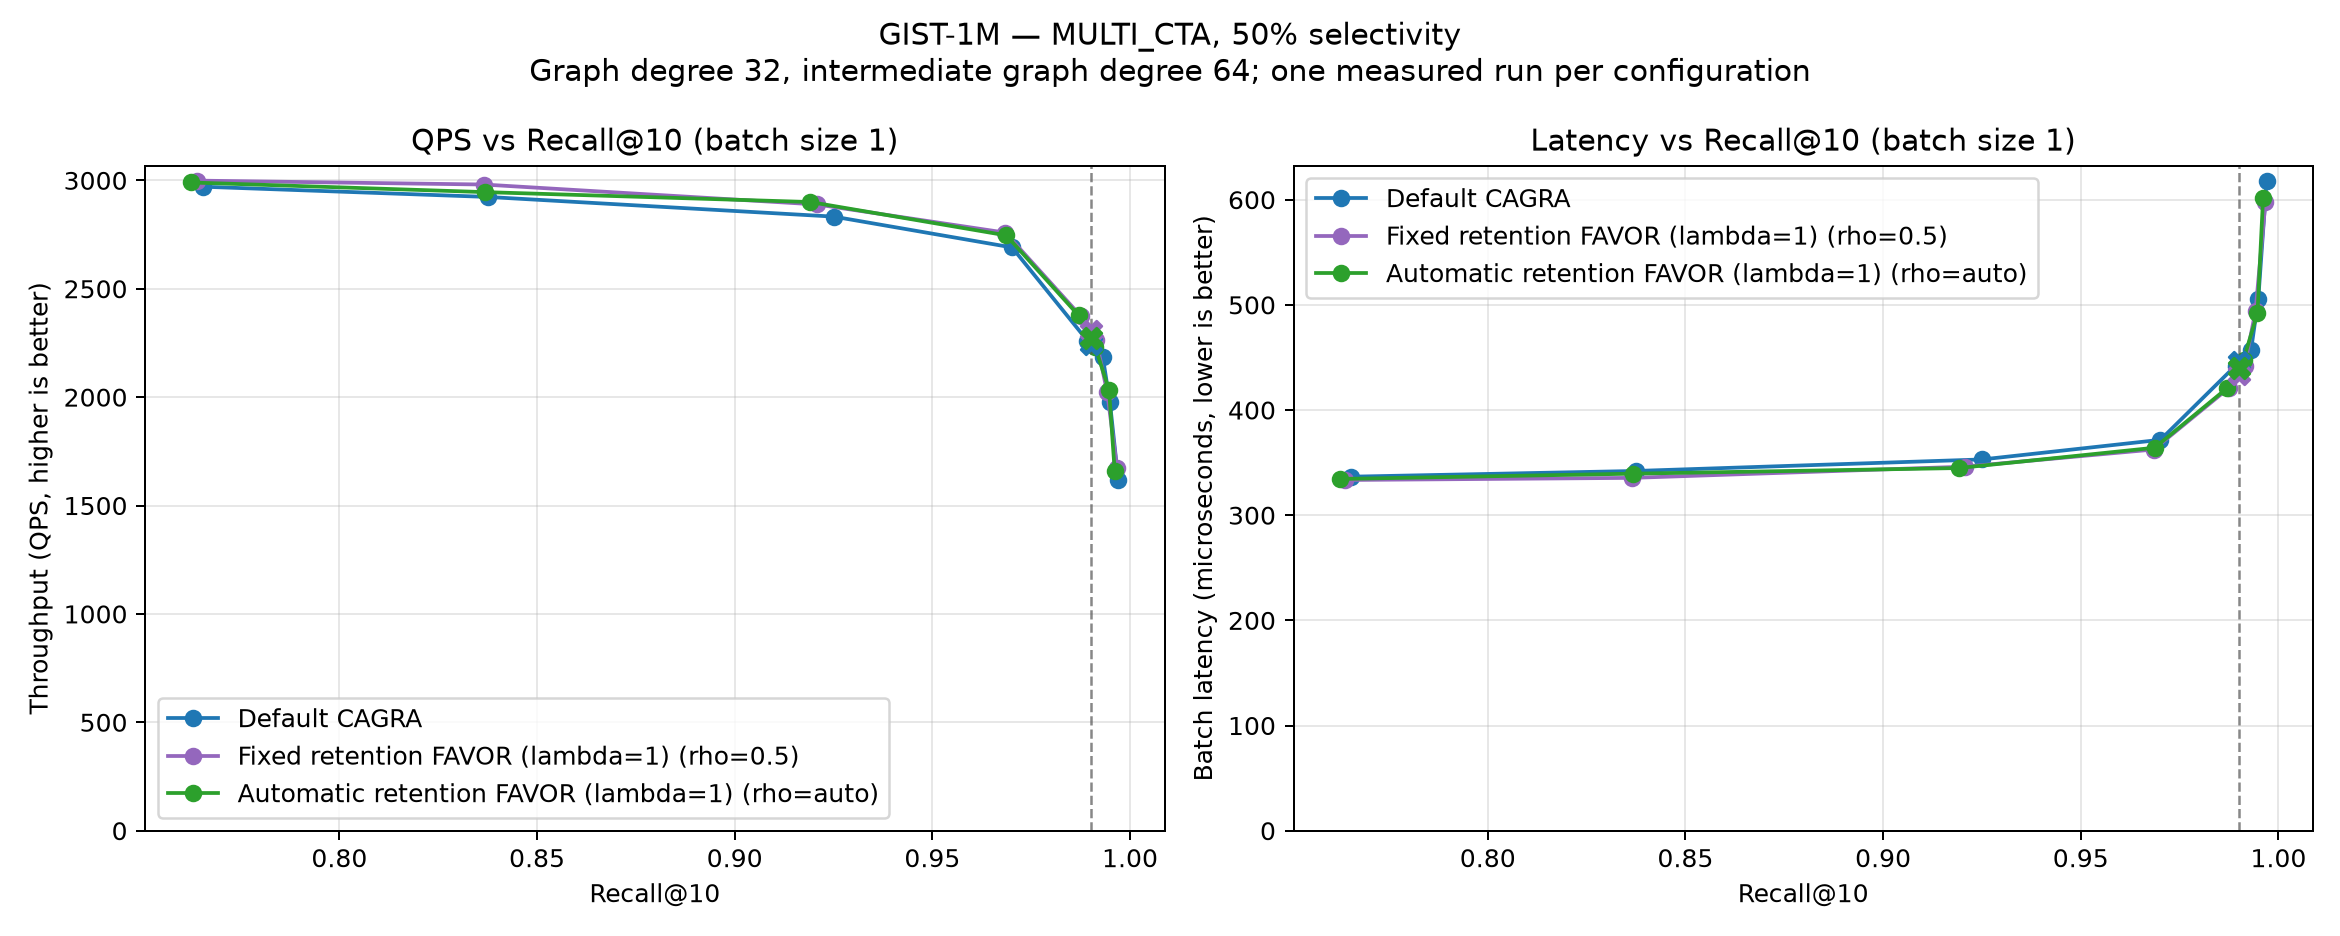 GIST-1M — MULTI_CTA, 50% selectivity
Graph degree 32, intermediate graph degree 64; one measured run per configuration
QPS vs Recall@10 (batch size 1)
Throughput (QPS, higher is better)
3000
2500
2000
1500
1000
500
0
Default CAGRA
Fixed retention FAVOR (lambda=1) (rho=0.5)
Automatic retention FAVOR (lambda=1) (rho=auto)
0.80 0.85 0.90 0.95 1.00
Recall@10
Latency vs Recall@10 (batch size 1)
Batch latency (microseconds, lower is better)
600
500
400
300
200
100
0
Default CAGRA
Fixed retention FAVOR (lambda=1) (rho=0.5)
Automatic retention FAVOR (lambda=1) (rho=auto)
0.80 0.85 0.90 0.95 1.00
Recall@10